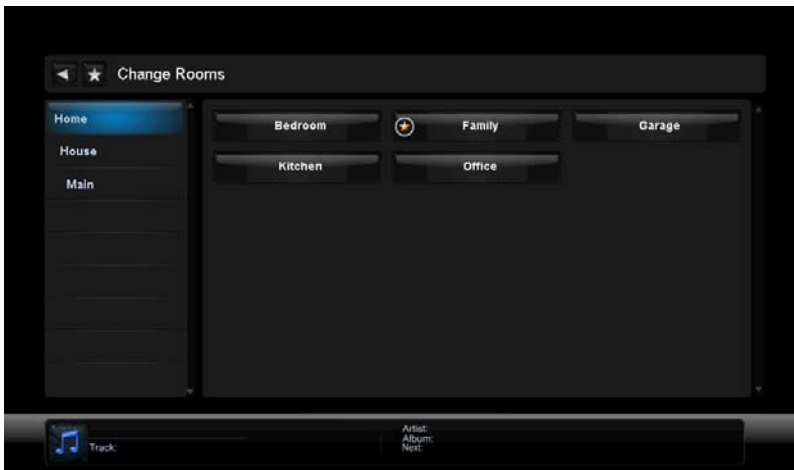 Change Rooms
Home
House
Main
Bedroom
Family
Garage
Kitchen
Office
Track:
Artist:
Album:
Next: